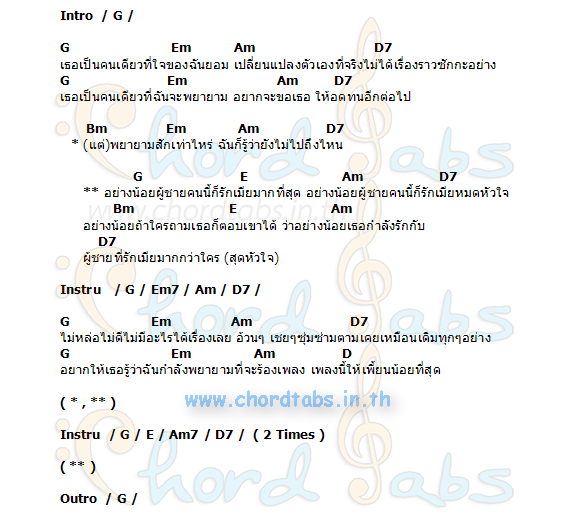 Intro / G /
G Em Am D7
เธอเป็นคนเดียวที่ใจของฉันยอม เปลี่ยนแปลงตัวเองที่จริงไม่ได้เรื่องราวซักกะอย่าง
G Em Am D7
เธอเป็นคนเดียวที่ฉันจะพยายาม อยากจะขอเธอ ให้อดทนอีกต่อไป
Bm Em Am D7
* (แต่)พยายามสักเท่าไหร่ ฉันก็รู้ว่ายังไม่ไปถึงไหน
G E Am D7
** อย่างน้อยผู้ชายคนนี้ก็รักเมียมากที่สุด อย่างน้อยผู้ชายคนนี้ก็รักเมียหมดหัวใจ
Bm E Am
อย่างน้อยถ้าใครถามเธอก็ตอบเขาได้ ว่าอย่างน้อยเธอกำลังรักกับ
D7
ผู้ชายที่รักเมียมากกว่าใคร (สุดหัวใจ)
Instru / G / Em7 / Am / D7 /
G Em Am D7
ไม่หล่อไม่ดีไม่มีอะไรได้เรื่องเลย อ้วนๆ เชยๆซุ่มซ่ามตามเคยเหมือนเดิมทุกๆอย่าง
G Em Am D
อยากให้เธอรู้ว่าฉันกำลังพยายามที่จะร้องเพลง เพลงนี้ให้เพี้ยนน้อยที่สุด
( * , ** )
www.chordtabs.in.th
Instru / G / E / Am7 / D7 / ( 2 Times )
( ** )
Outro / G /